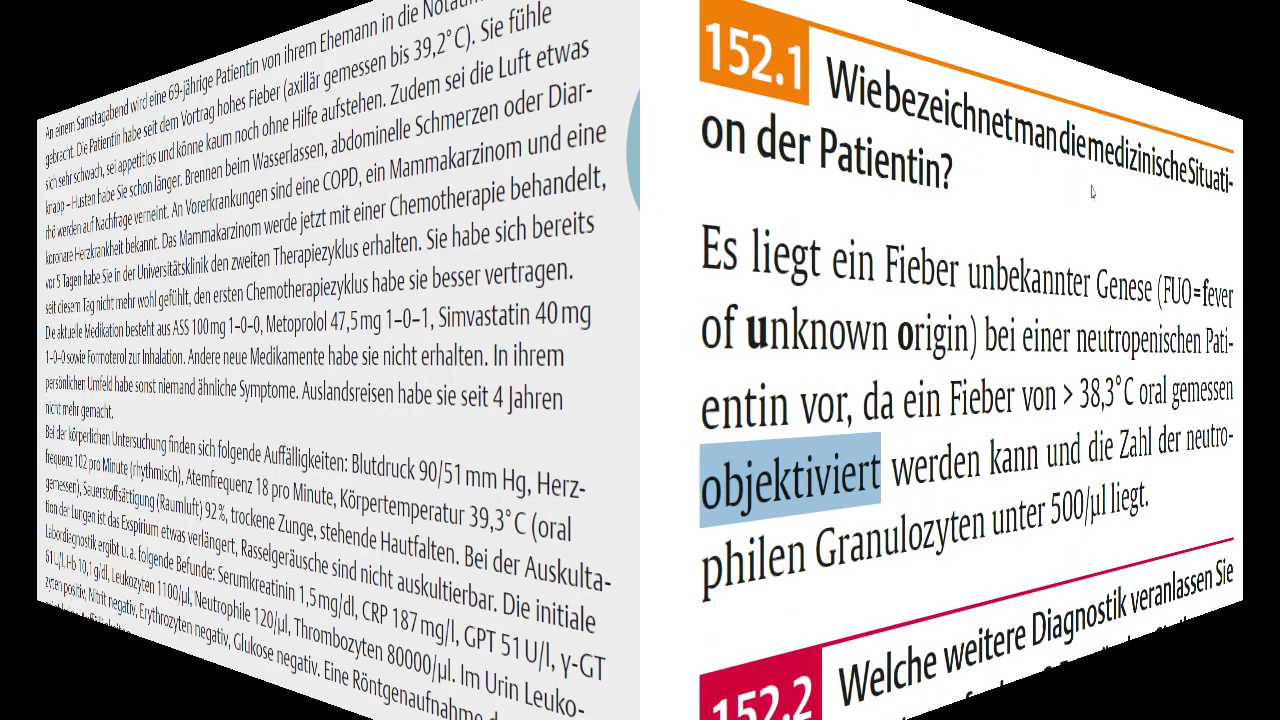 An einem Samstagabend wird eine 69-jährige Patientin von ihrem Ehemann in die
gebracht. Die Patientin habe seit dem Vortrag hohes Fieber (axillär gemessen bis 39,2°C). Sie fühle
sich sehr schwach, sei appetitlos und könne kaum noch ohne Hilfe aufstehen. Zudem sei die Luft etwas
knapp – Husten habe Sie schon länger. Brennen beim Wasserlassen, abdominelle Schmerzen oder Diar-
rhö werden auf Nachfrage verneint. An Vorerkrankungen sind eine COPD, ein Mammakarzinom und eine
koronare Herzkrankheit bekannt. Das Mammakarzinom werde jetzt mit einer Chemotherapie behandelt,
vor 5 Tagen habe Sie in der Universitätsklinik den zweiten Therapiezyklus erhalten. Sie habe sich bereits
seit diesem Tag nicht mehr wohl gefühlt, den ersten Chemotherapiezyklus habe sie besser vertragen.
Die aktuelle Medikation besteht aus ASS 100 mg 1–0–0, Metoprolol 47,5 mg 1–0–1, Simvastatin 40 mg
1–0–0 sowie Formoterol zur Inhalation. Andere neue Medikamente habe sie nicht erhalten. In ihrem
persönlichen Umfeld habe sonst niemand ähnliche Symptome. Auslandsreisen habe sie seit 4 Jahren
nicht mehr gemacht.
Bei der körperlichen Untersuchung finden sich folgende Auffälligkeiten: Blutdruck 90/51 mm Hg, Herz-
frequenz 102 pro Minute (rhythmisch), Atemfrequenz 18 pro Minute, Körpertemperatur 39,3°C (oral
gemessen), Sauerstoffsättigung (Raumluft) 92%, trockene Zunge, stehende Hautfalten. Bei der Auskulta-
tion der Lungen ist das Exspirium etwas verlängert, Rasselgeräusche sind nicht auskultierbar. Die initiale
Labordiagnostik ergibt u. a. folgende Befunde: Serumkreatinin 1,5 mg/dl, CRP 187 mg/l, GPT 51 U/l, γ-GT
61 U/l, Hb 10,1 g/dl, Leukozyten 1100/µl, Neutrophile 120/µl, Thrombozyten 80000/µl. Im Urin Leuko-
zyten positiv, Nitrit negativ, Erythrozyten negativ, Glukose negativ. Eine Röntgenaufnahme
152.1 Wie bezeichnet man die medizinische Situati-
on der Patientin?
Es liegt ein Fieber unbekannter Genese (FUO=fever
of unknown origin) bei einer neutropenischen Pati-
entin vor, da ein Fieber von > 38,3°C oral gemessen
objektiviert werden kann und die Zahl der neutro-
philen Granulozyten unter 500/µl liegt.
152.2 Welche weitere Diagnostik veranlassen Sie